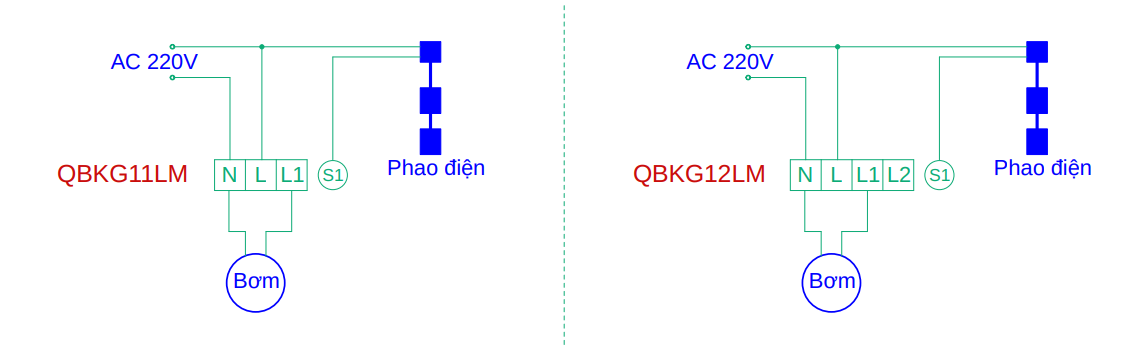 AC 220V
QBKG11LM
N L L1 S1
Phao điện
Bơm
AC 220V
QBKG12LM
N L L1 L2 S1
Phao điện
Bơm